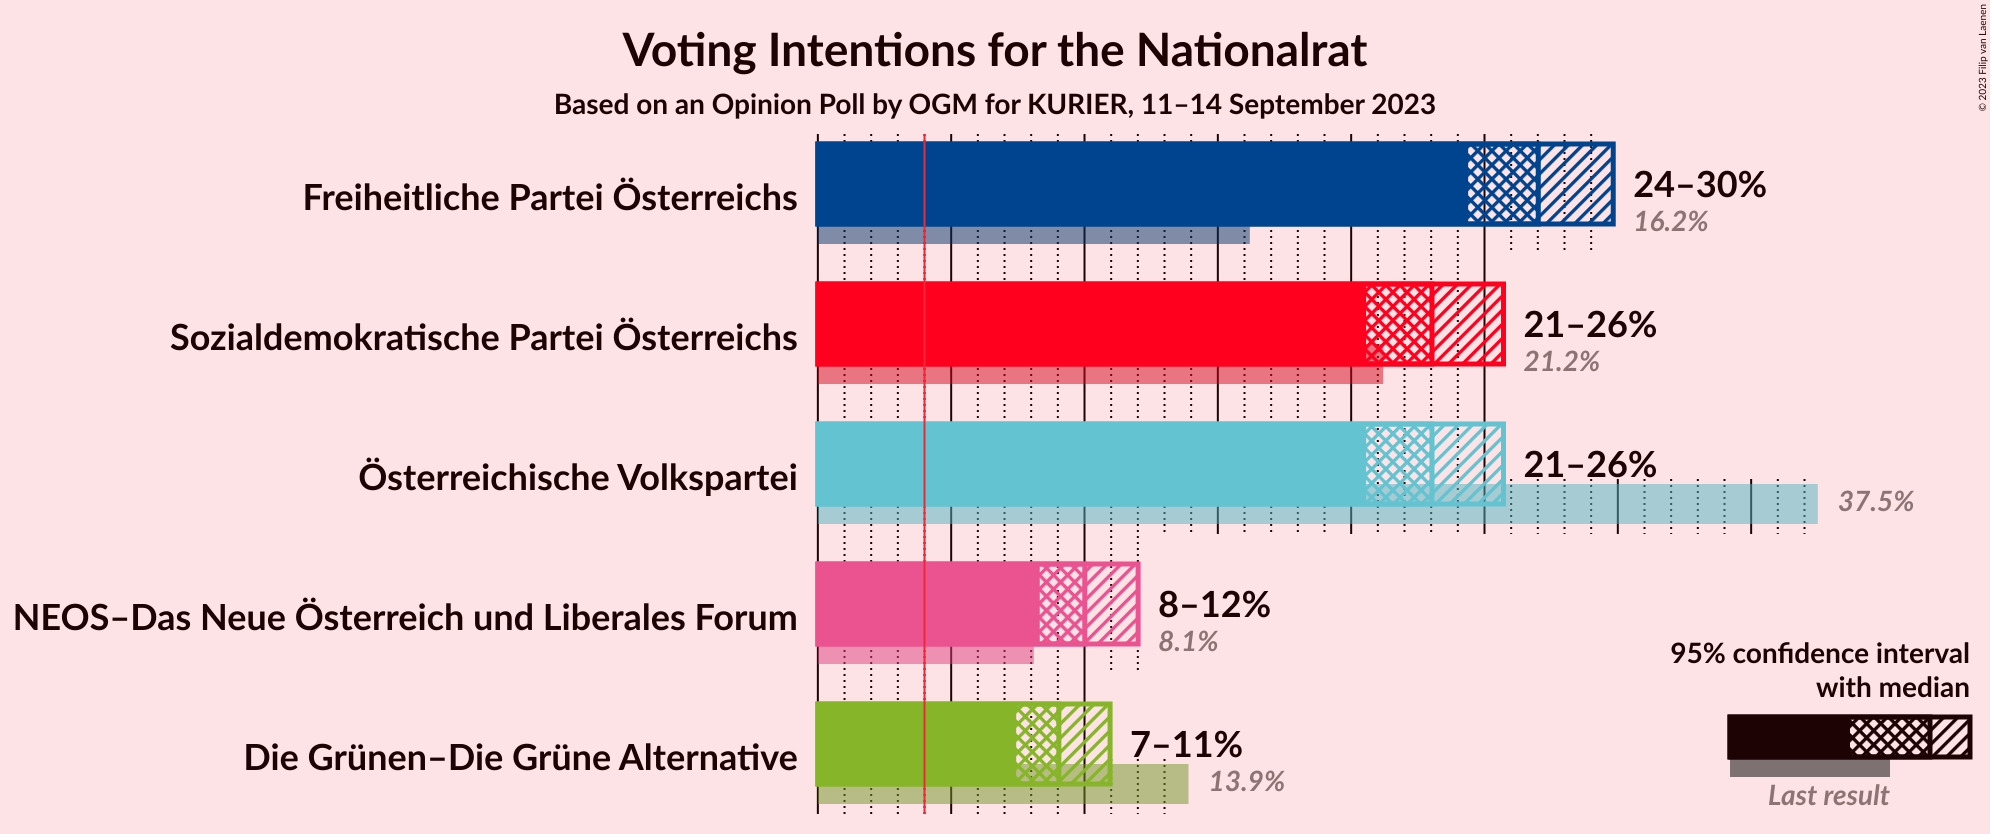 Voting Intentions for the Nationalrat
Based on an Opinion Poll by OGM for KURIER, 11–14 September 2023
© 2023 Filip van Laenen
Freiheitliche Partei Österreichs
24–30%
16.2%
Sozialdemokratische Partei Österreichs
21–26%
21.2%
Österreichische Volkspartei
21–26%
37.5%
NEOS–Das Neue Österreich und Liberales Forum
8–12%
8.1%
Die Grünen–Die Grüne Alternative
7–11%
13.9%
95% confidence interval
with median
Last result